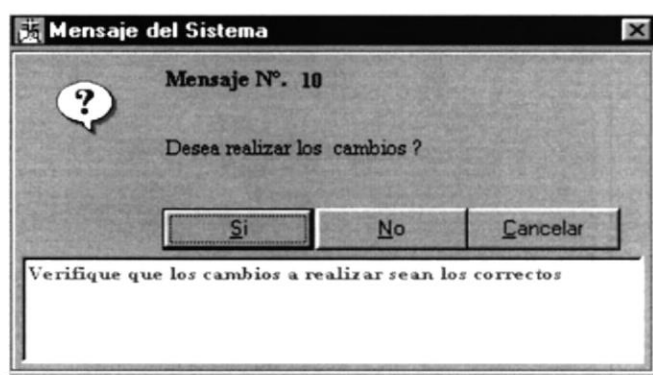 Mensaje del Sistema
Mensaje Nº. 10
Desea realizar los cambios ?
Si No Cancelar
Verifique que los cambios a realizar sean los correctos